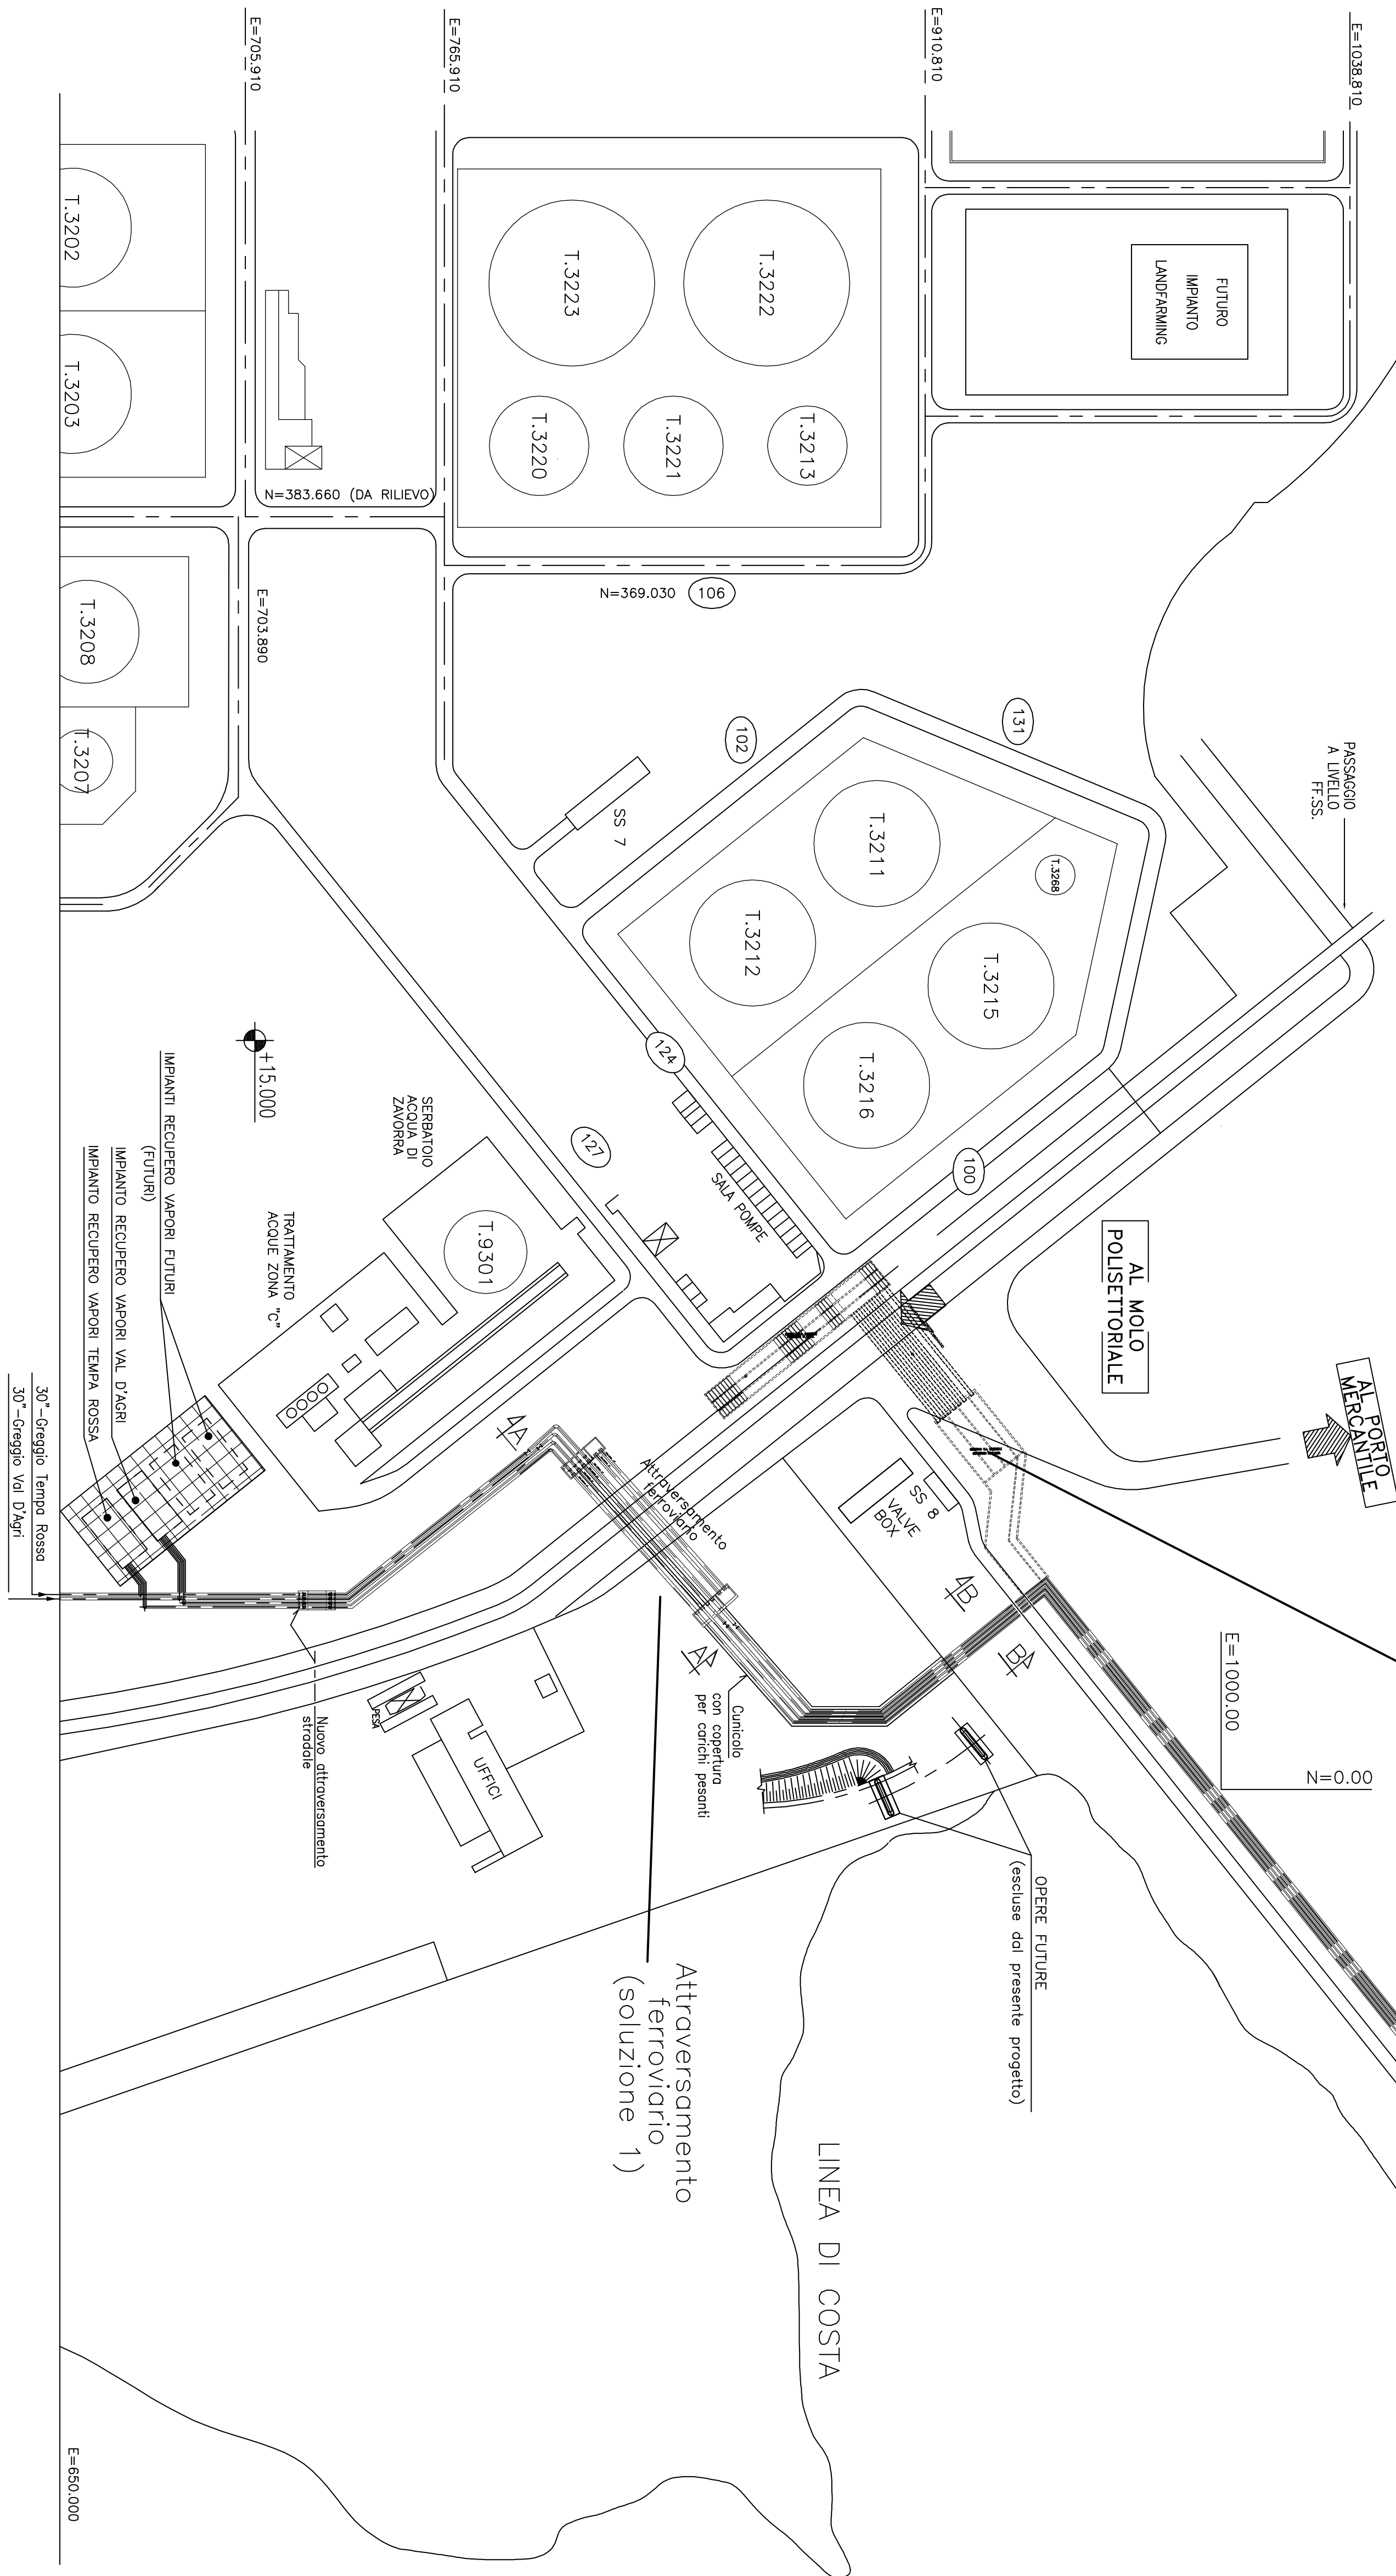 E=705.910
E=765.910
E=910.810
E=1038.810
T.3202
T.3203
T.3223
T.3222
T.3220
T.3221
T.3213
FUTURO
IMPIANTO
LANDFARMING
N=383.660 (DA RILIEVO)
N=369.030
106
E=703.890
T.3208
T.3207
SS 7
102
131
PASSAGGIO
A LIVELLO
FF.SS.
T.3211
T.3268
T.3212
T.3215
T.3216
124
100
127
SALA POMPE
+15.000
SERBATOIO
ACQUA DI
ZAVORRA
T.9301
TRATTAMENTO
ACQUE ZONA "C"
IMPIANTI RECUPERO VAPORI FUTURI
(FUTURI)
IMPIANTO RECUPERO VAPORI VAL D'AGRI
IMPIANTO RECUPERO VAPORI TEMPA ROSSA
30"-Greggio Tempa Rossa
30"-Greggio Val D'Agri
AL MOLO
POLISETTORIALE
AL PORTO
MERCANTILE
4A
Attraversamento
ferroviario
SS 8
VALVE
BOX
4B
B
A
E=1000.00
N=0.00
Cunicolo
con copertura
per carichi pesanti
PESA
UFFICI
Nuovo attraversamento
stradale
OPERE FUTURE
(escluse dal presente progetto)
Attraversamento
ferroviario
(soluzione 1)
LINEA DI COSTA
E=650.000